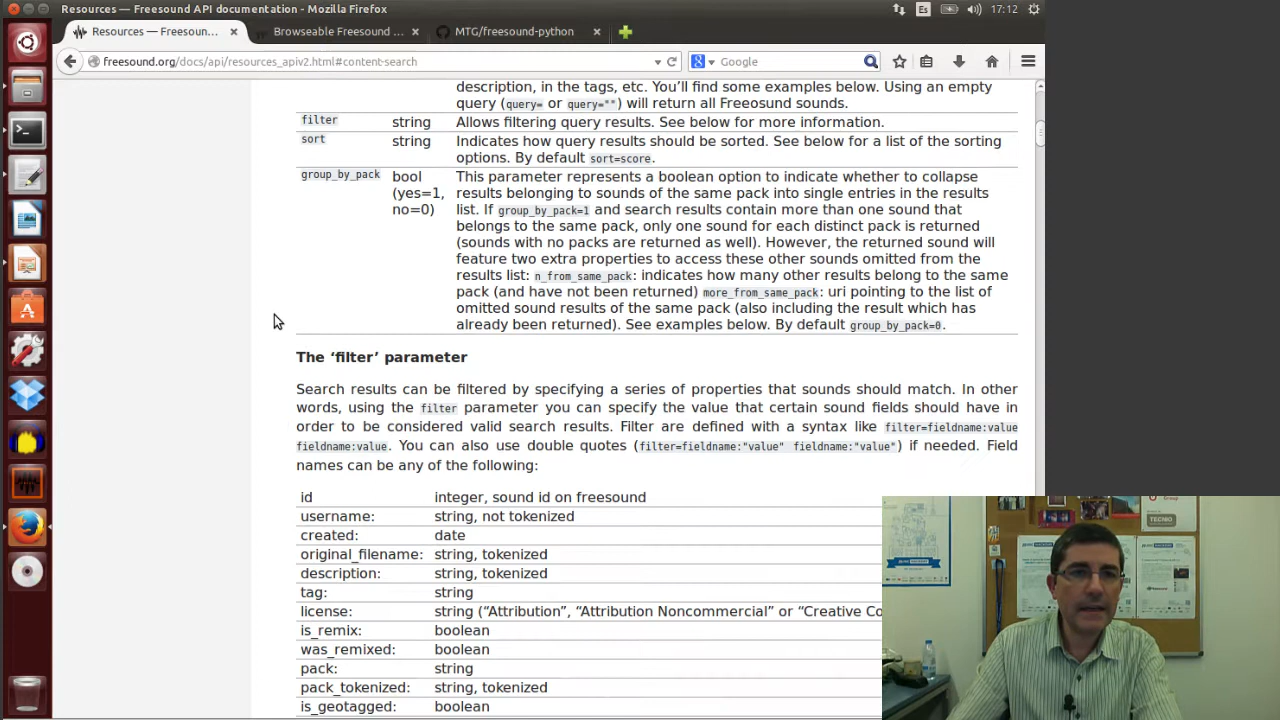 Resources — Freesound API documentation - Mozilla Firefox
Es
17:12
Resources — Freesoun...
Browseable Freesound ...
MTG/freesound-python
freesound.org/docs/api/resources_apiv2.html#content-search
Google
description, in the tags, etc. You'll find some examples below. Using an empty
query (query= or query="") will return all Freeosund sounds.
filter string Allows filtering query results. See below for more information.
sort string Indicates how query results should be sorted. See below for a list of the sorting
options. By default sort=score.
group_by_pack bool This parameter represents a boolean option to indicate whether to collapse
(yes=1, results belonging to sounds of the same pack into single entries in the results
no=0) list. If group_by_pack=1 and search results contain more than one sound that
belongs to the same pack, only one sound for each distinct pack is returned
(sounds with no packs are returned as well). However, the returned sound will
feature two extra properties to access these other sounds omitted from the
results list: n_from_same_pack: indicates how many other results belong to the same
pack (and have not been returned) more_from_same_pack: uri pointing to the list of
omitted sound results of the same pack (also including the result which has
already been returned). See examples below. By default group_by_pack=0.
The ‘filter’ parameter
Search results can be filtered by specifying a series of properties that sounds should match. In other
words, using the filter parameter you can specify the value that certain sound fields should have in
order to be considered valid search results. Filter are defined with a syntax like filter=fieldname:value
fieldname:value. You can also use double quotes (filter=fieldname:"value" fieldname:"value") if needed. Field
names can be any of the following:
id integer, sound id on freesound
username: string, not tokenized
created: date
original_filename: string, tokenized
description: string, tokenized
tag: string
license: string (“Attribution”, “Attribution Noncommercial” or “Creative Co
is_remix: boolean
was_remixed: boolean
pack: string
pack_tokenized: string, tokenized
is_geotagged: boolean
Group
TECNIO